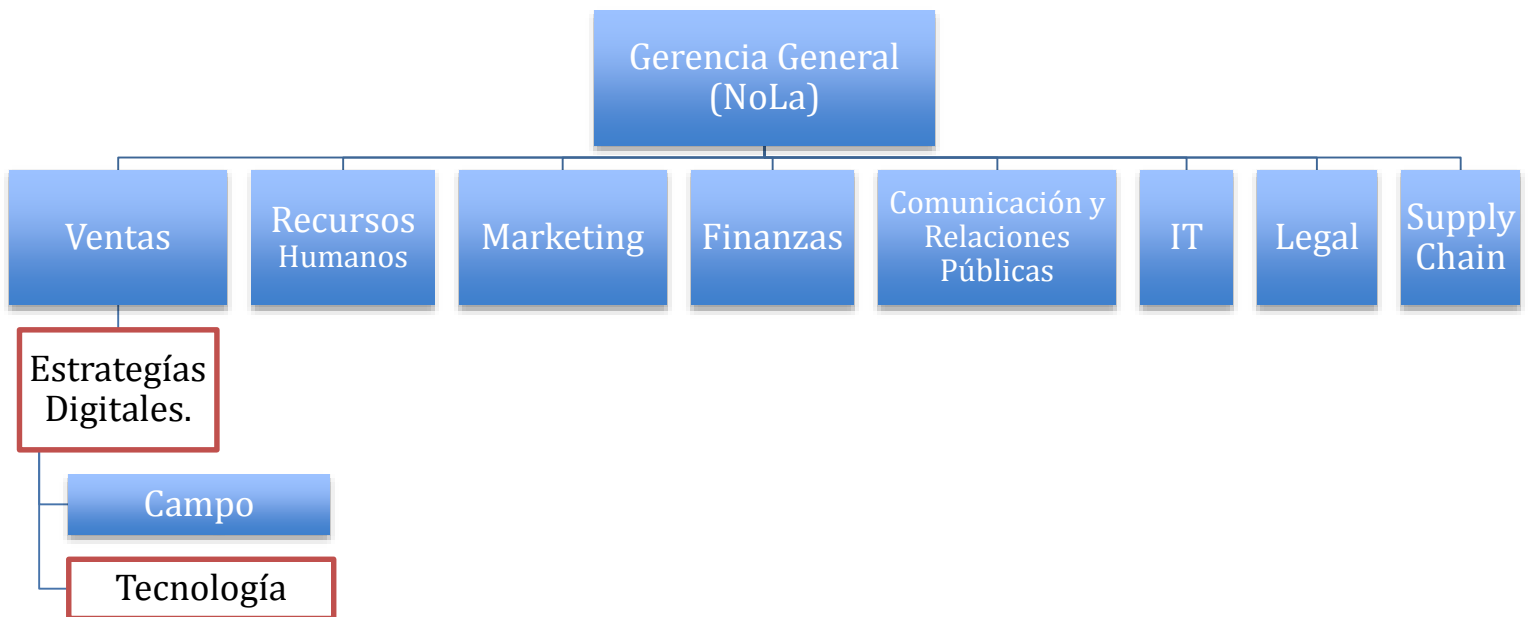 Gerencia General
(NoLa)
Ventas
Recursos
Humanos
Marketing
Finanzas
Comunicación y
Relaciones
Públicas
IT
Legal
Supply
Chain
Estrategías
Digitales.
Campo
Tecnología